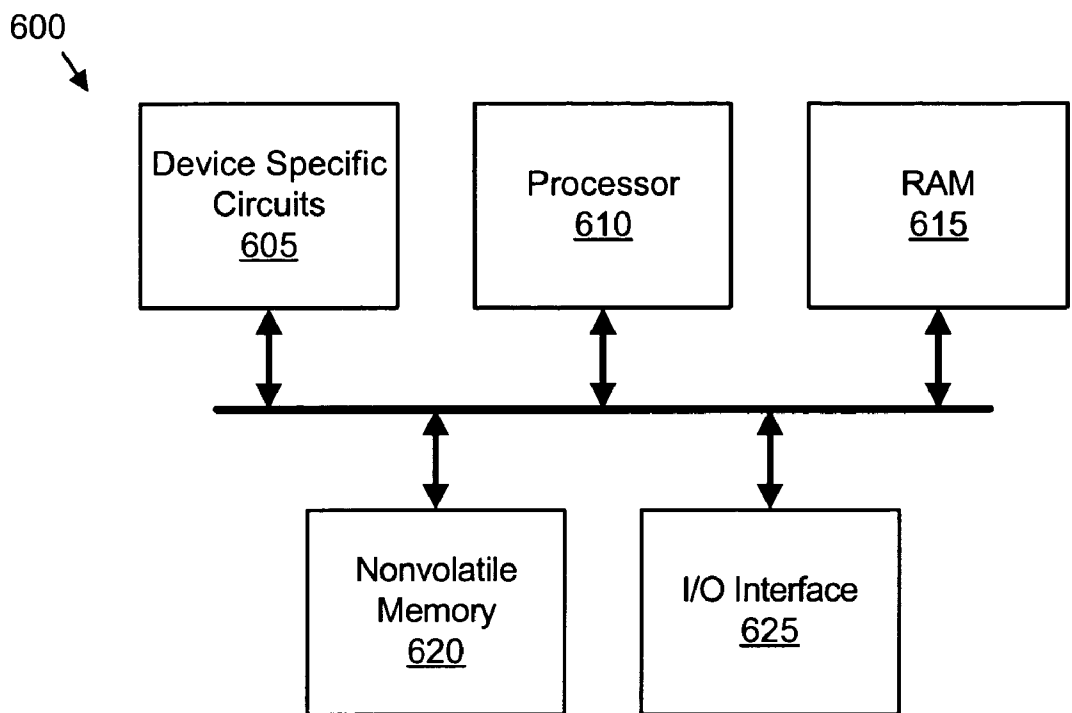 600
Device Specific
Circuits
605
Processor
610
RAM
615
Nonvolatile
Memory
620
I/O Interface
625